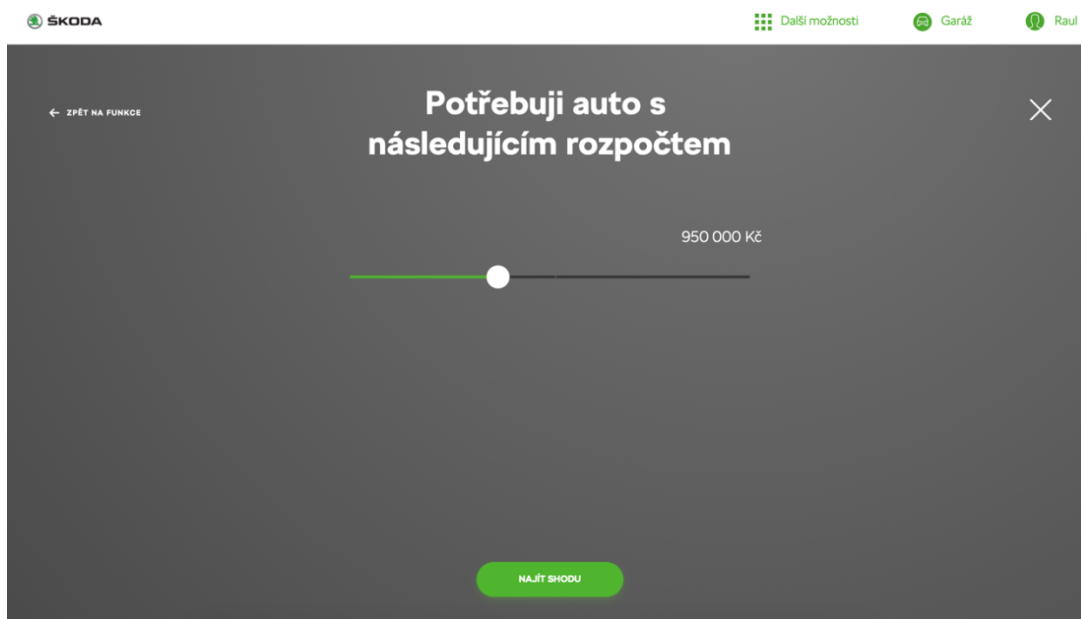 ŠKODA
Další možnosti
Garáž
Raul
ZPĚT NA FUNKCE
Potřebuji auto s
následujícím rozpočtem
950 000 Kč
NAJÍT SHODU